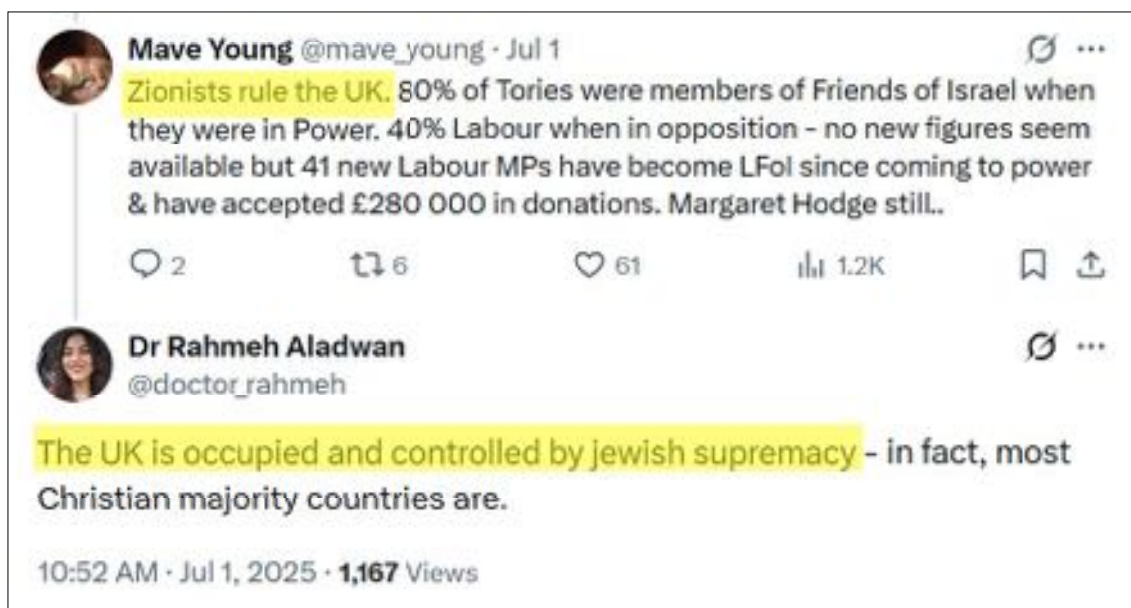 Mave Young @mave_young · Jul 1
Zionists rule the UK. 80% of Tories were members of Friends of Israel when
they were in Power. 40% Labour when in opposition - no new figures seem
available but 41 new Labour MPs have become LFoI since coming to power
& have accepted £280 000 in donations. Margaret Hodge still..
2 6 61 1.2K
Dr Rahmeh Aladwan
@doctor_rahmeh
The UK is occupied and controlled by jewish supremacy - in fact, most
Christian majority countries are.
10:52 AM · Jul 1, 2025 · 1,167 Views